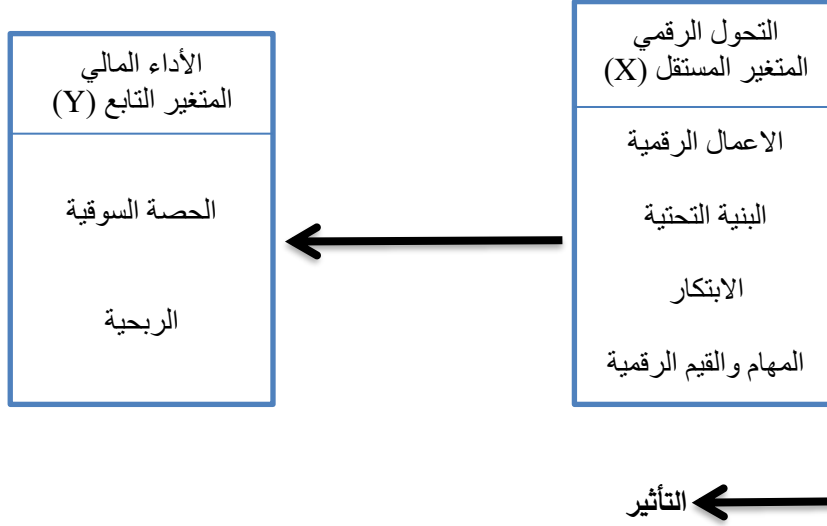 التحول الرقمي
المتغير المستقل (X)
الاعمال الرقمية
البنية التحتية
الابتكار
المهام والقيم الرقمية
الأداء المالي
المتغير التابع (Y)
الحصة السوقية
الربحية
التأثير